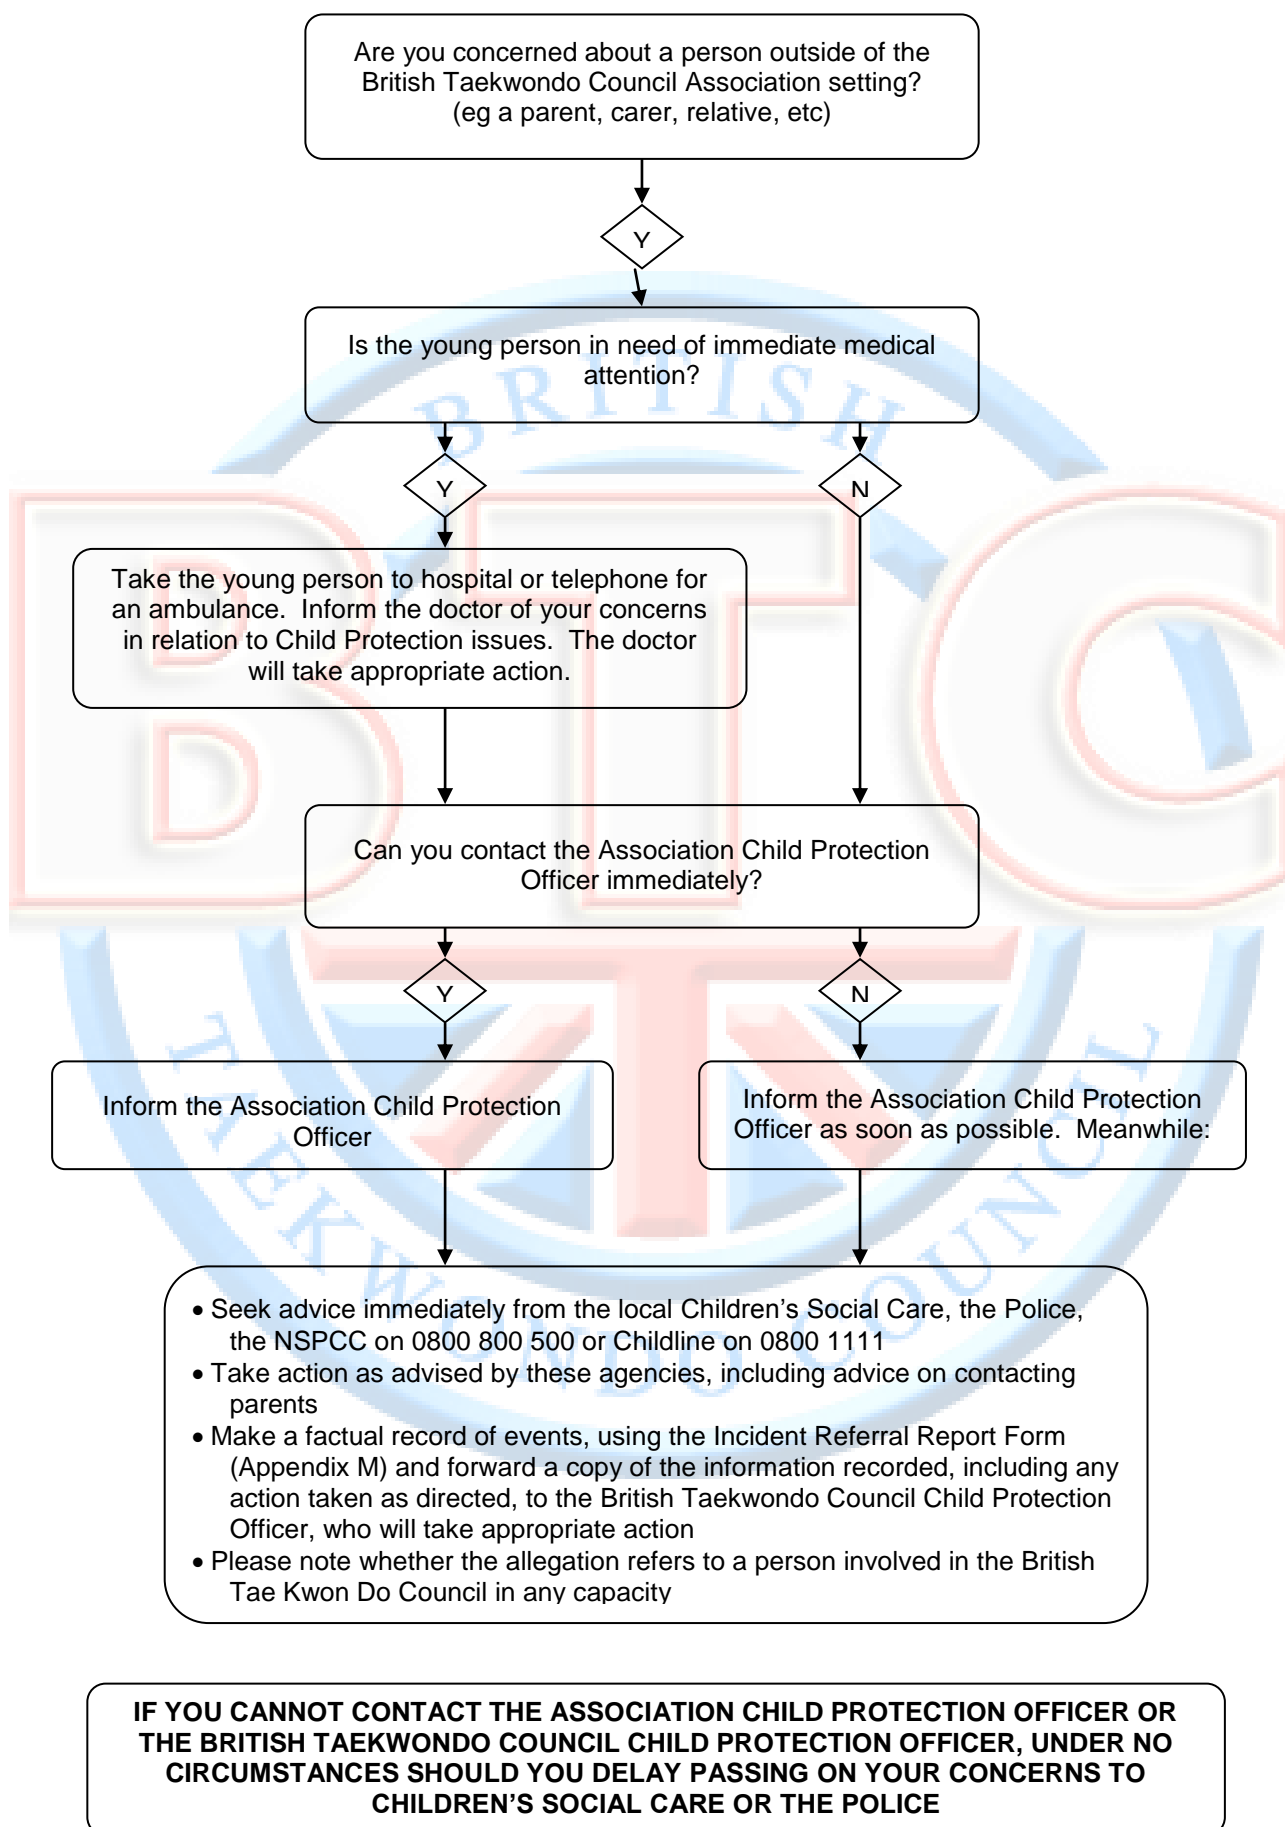 Are you concerned about a person outside of the
British Taekwondo Council Association setting?
(eg a parent, carer, relative, etc)
Y
Is the young person in need of immediate medical
attention?
BRITISH
Y
N
BTC
Take the young person to hospital or telephone for
an ambulance. Inform the doctor of your concerns
in relation to Child Protection issues. The doctor
will take appropriate action.
Can you contact the Association Child Protection
Officer immediately?
Y
N
Inform the Association Child Protection
Officer
Inform the Association Child Protection
Officer as soon as possible. Meanwhile:
TAEKWONDO COUNCIL
• Seek advice immediately from the local Children’s Social Care, the Police,
the NSPCC on 0800 800 500 or Childline on 0800 1111
• Take action as advised by these agencies, including advice on contacting
parents
• Make a factual record of events, using the Incident Referral Report Form
(Appendix M) and forward a copy of the information recorded, including any
action taken as directed, to the British Taekwondo Council Child Protection
Officer, who will take appropriate action
• Please note whether the allegation refers to a person involved in the British
Tae Kwon Do Council in any capacity
IF YOU CANNOT CONTACT THE ASSOCIATION CHILD PROTECTION OFFICER OR
THE BRITISH TAEKWONDO COUNCIL CHILD PROTECTION OFFICER, UNDER NO
CIRCUMSTANCES SHOULD YOU DELAY PASSING ON YOUR CONCERNS TO
CHILDREN’S SOCIAL CARE OR THE POLICE